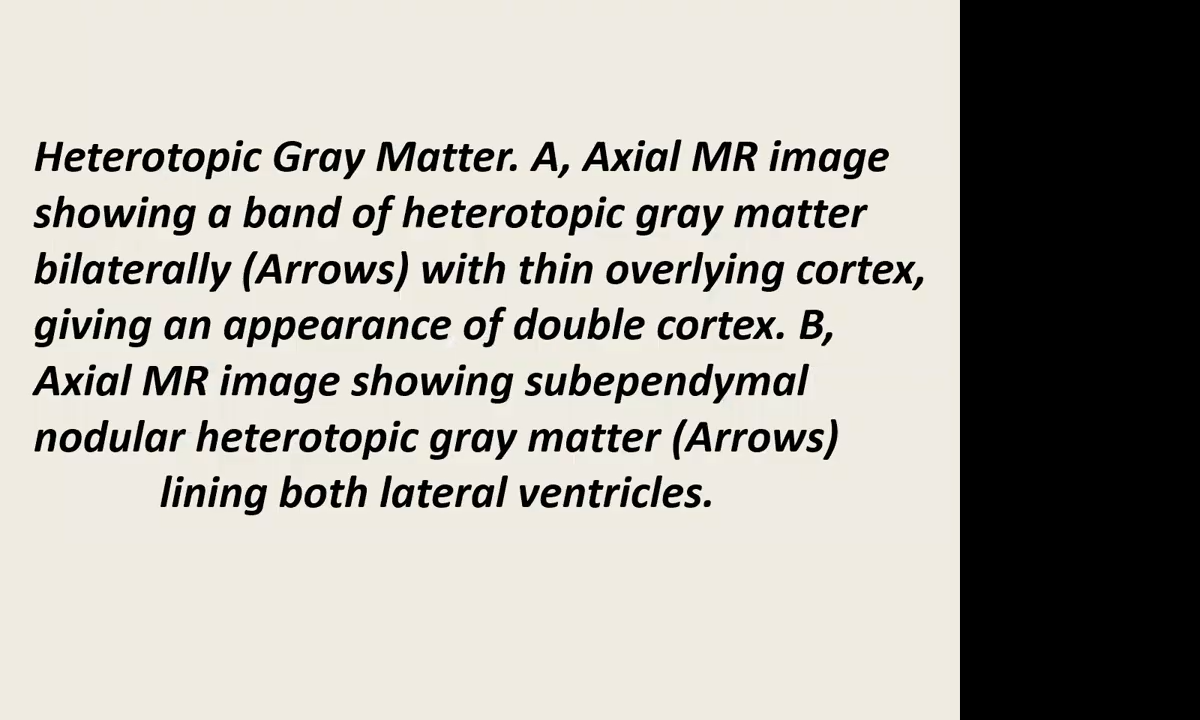 Heterotopic Gray Matter. A, Axial MR image
showing a band of heterotopic gray matter
bilaterally (Arrows) with thin overlying cortex,
giving an appearance of double cortex. B,
Axial MR image showing subependymal
nodular heterotopic gray matter (Arrows)
lining both lateral ventricles.